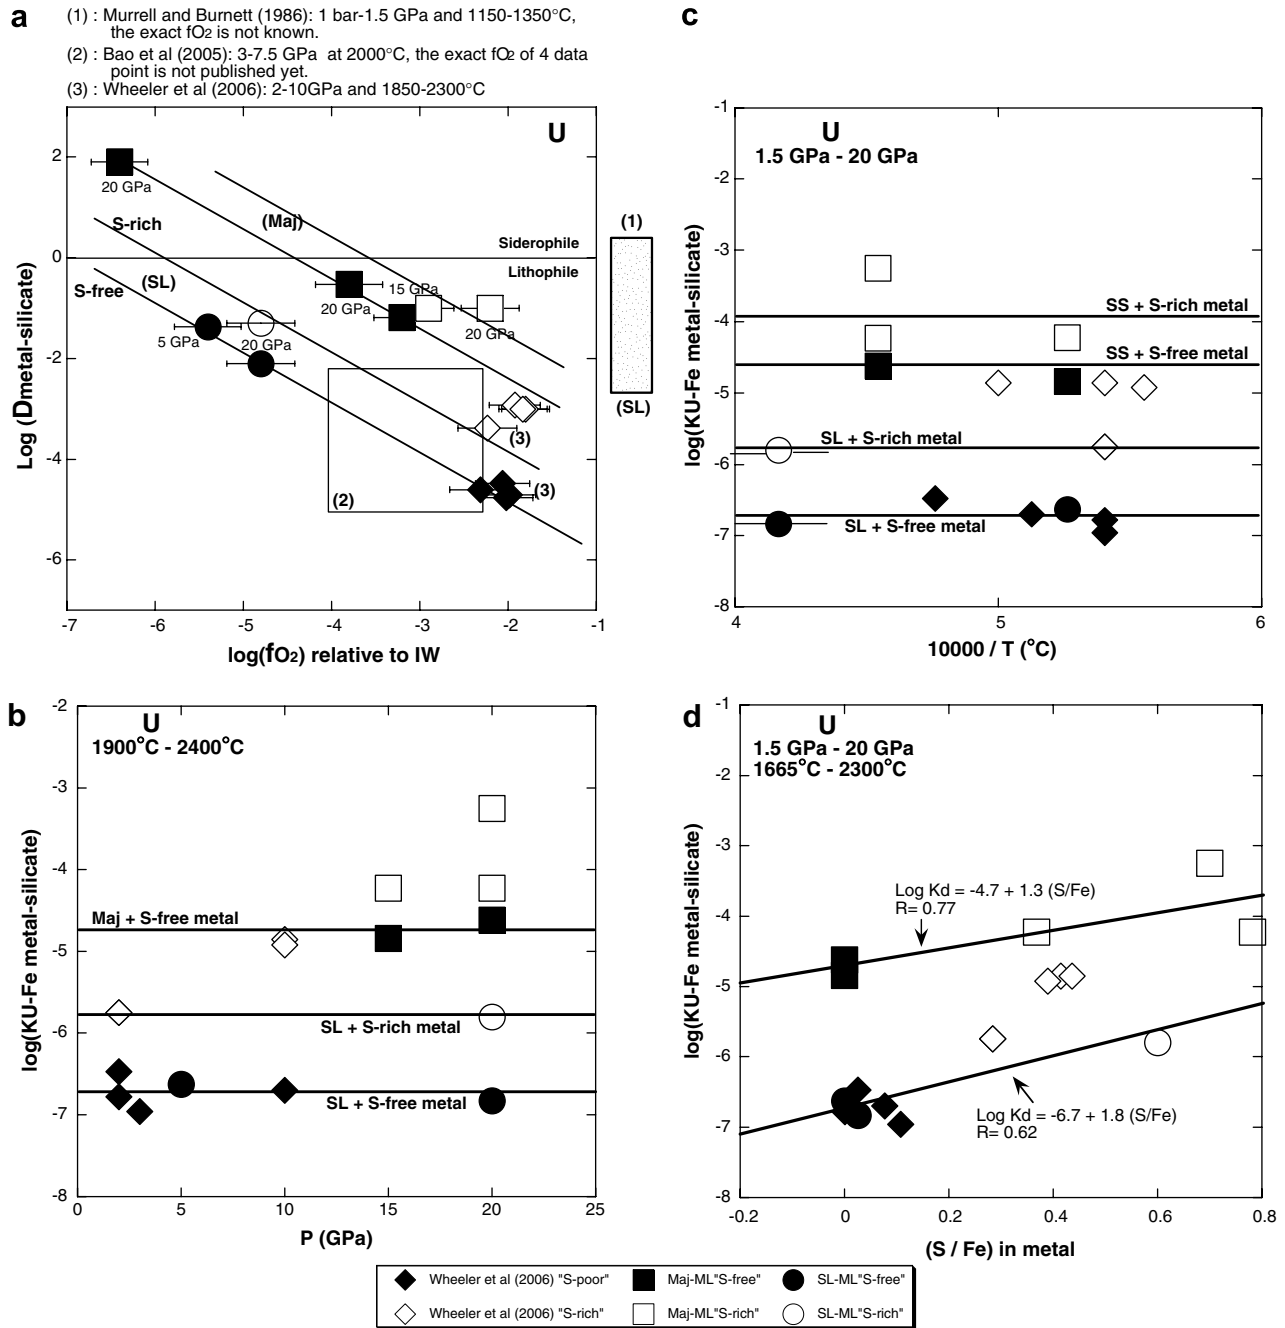 a
(1) : Murrell and Burnett (1986): 1 bar-1.5 GPa and 1150-1350°C,
the exact fO2 is not known.
(2) : Bao et al (2005): 3-7.5 GPa at 2000°C, the exact fO2 of 4 data
point is not published yet.
(3) : Wheeler et al (2006): 2-10GPa and 1850-2300°C
U
2
0
-2
-4
-6
Log (Dmetal-silicate)
20 GPa
S-rich
(Maj)
Siderophile
Lithophile
(SL)
S-free
15 GPa
20 GPa
5 GPa
20 GPa
20 GPa
(3)
(2)
(3)
-7
-6
-5
-4
-3
-2
-1
log(fO2) relative to IW
(1)
(SL)
c
U
1.5 GPa - 20 GPa
-1
-2
-3
-4
-5
-6
-7
-8
log(KU-Fe metal-silicate)
SS + S-rich metal
SS + S-free metal
SL + S-rich metal
SL + S-free metal
4
5
6
10000 / T (°C)
b
U
1900°C - 2400°C
-2
-3
-4
-5
-6
-7
-8
log(KU-Fe metal-silicate)
Maj + S-free metal
SL + S-rich metal
SL + S-free metal
0
5
10
15
20
25
P (GPa)
d
U
1.5 GPa - 20 GPa
1665°C - 2300°C
-1
-2
-3
-4
-5
-6
-7
-8
log(KU-Fe metal-silicate)
Log Kd = -4.7 + 1.3 (S/Fe)
R= 0.77
Log Kd = -6.7 + 1.8 (S/Fe)
R= 0.62
-0.2
0
0.2
0.4
0.6
0.8
(S / Fe) in metal
Wheeler et al (2006) "S-poor"
Maj-ML"S-free"
SL-ML"S-free"
Wheeler et al (2006) "S-rich"
Maj-ML"S-rich"
SL-ML"S-rich"